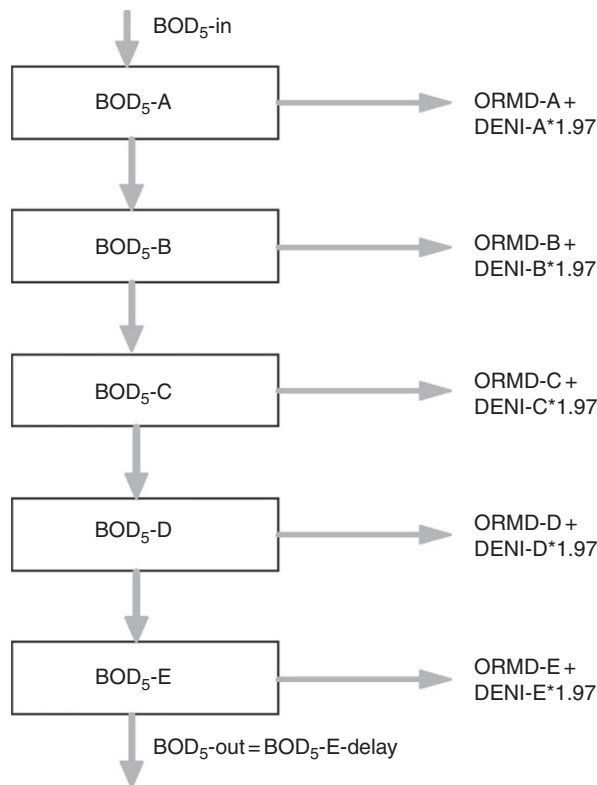 BOD₅-in
BOD₅-A
ORMD-A +
DENI-A*1.97
BOD₅-B
ORMD-B +
DENI-B*1.97
BOD₅-C
ORMD-C +
DENI-C*1.97
BOD₅-D
ORMD-D +
DENI-D*1.97
BOD₅-E
ORMD-E +
DENI-E*1.97
BOD₅-out = BOD₅-E-delay